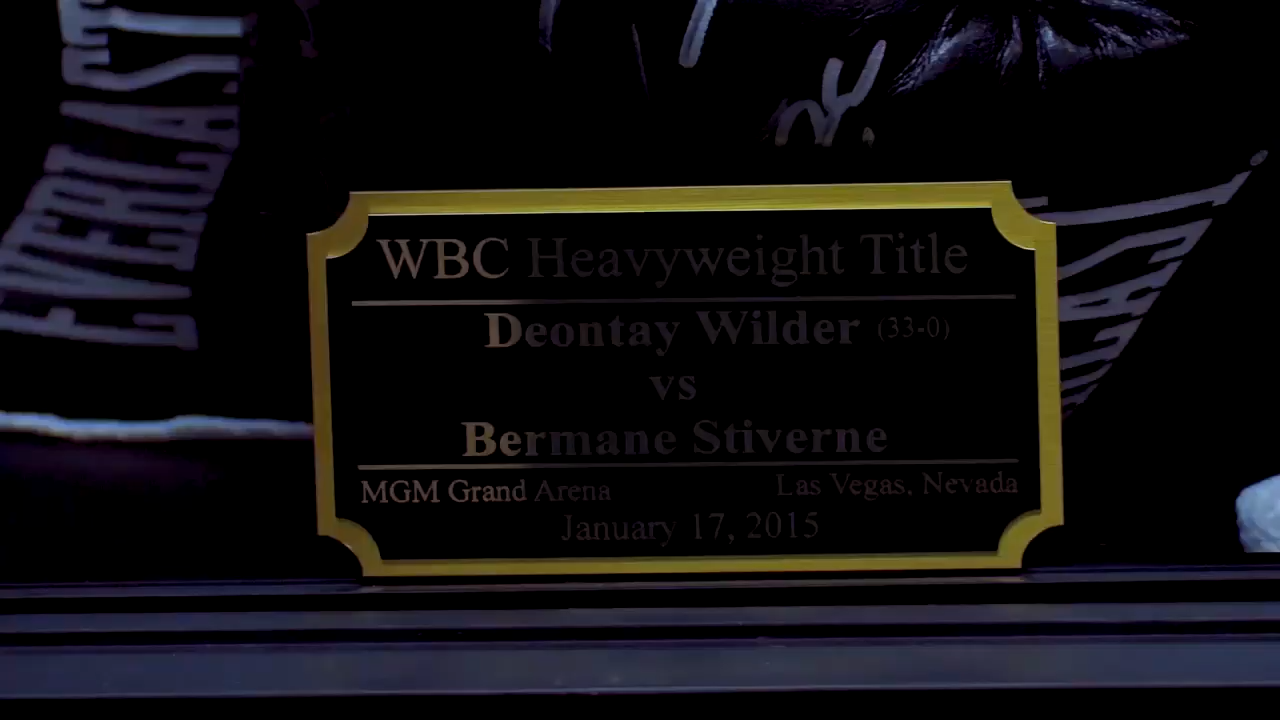 EVERLAST
WBC Heavyweight Title
Deontay Wilder (33-0)
vs
Bermane Stiverne
MGM Grand Arena Las Vegas, Nevada
January 17, 2015